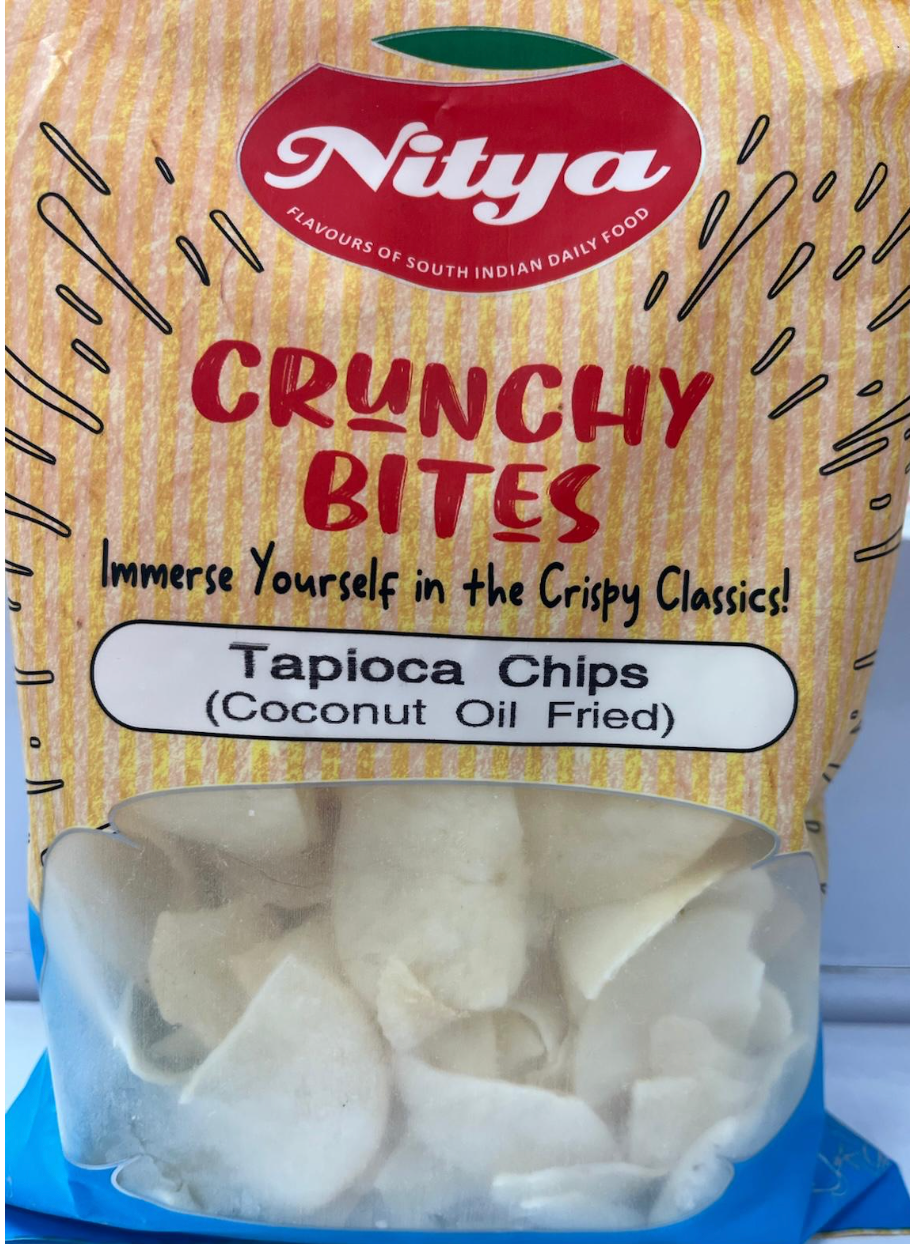 Nitya
FLAVOURS OF SOUTH INDIAN DAILY FOOD
CRUNCHY
BITES
Immerse Yourself in the Crispy Classics!
Tapioca Chips
(Coconut Oil Fried)